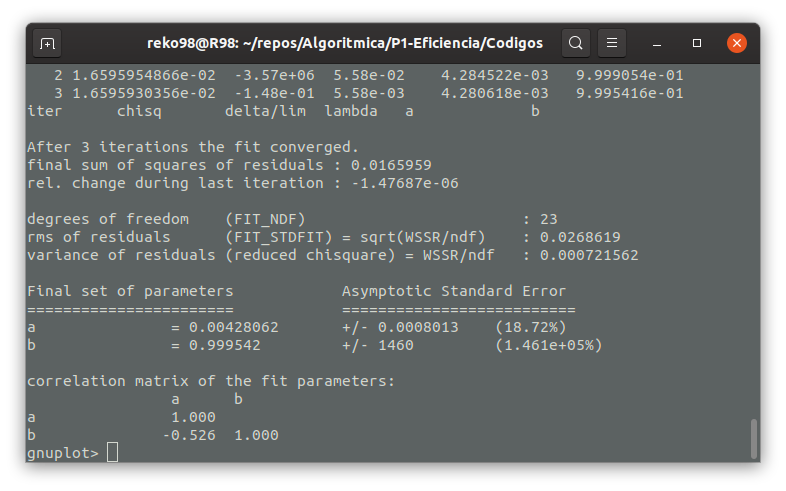 reko98@R98: ~/repos/Algoritmica/P1-Eficiencia/Codigos
2 1.6595954866e-02 -3.57e+06 5.58e-02 4.284522e-03 9.999054e-01
3 1.6595930356e-02 -1.48e-01 5.58e-03 4.280618e-03 9.995416e-01
iter chisq delta/lim lambda a b
After 3 iterations the fit converged.
final sum of squares of residuals : 0.0165959
rel. change during last iteration : -1.47687e-06
degrees of freedom (FIT_NDF) : 23
rms of residuals (FIT_STDFIT) = sqrt(WSSR/ndf) : 0.0268619
variance of residuals (reduced chisquare) = WSSR/ndf : 0.000721562
Final set of parameters Asymptotic Standard Error
======================= ==========================
a = 0.00428062 +/- 0.0008013 (18.72%)
b = 0.999542 +/- 1460 (1.461e+05%)
correlation matrix of the fit parameters:
a b
a 1.000
b -0.526 1.000
gnuplot>